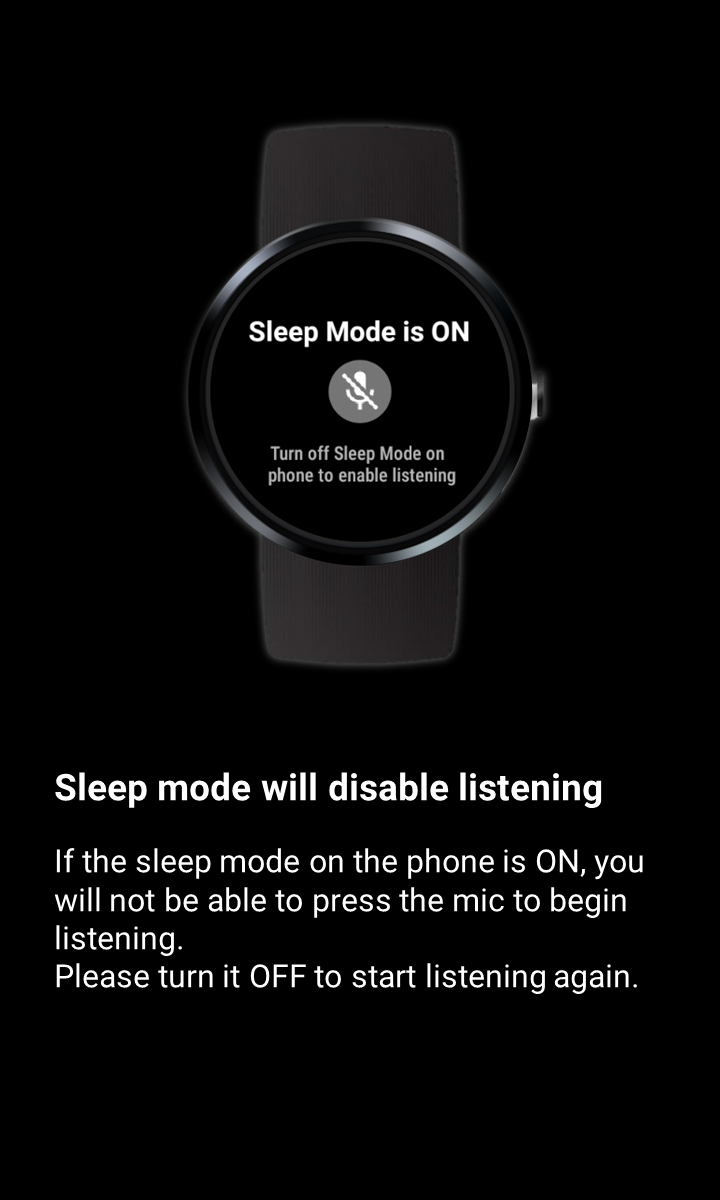 Sleep Mode is ON
Turn off Sleep Mode on
phone to enable listening
Sleep mode will disable listening
If the sleep mode on the phone is ON, you
will not be able to press the mic to begin
listening.
Please turn it OFF to start listening again.